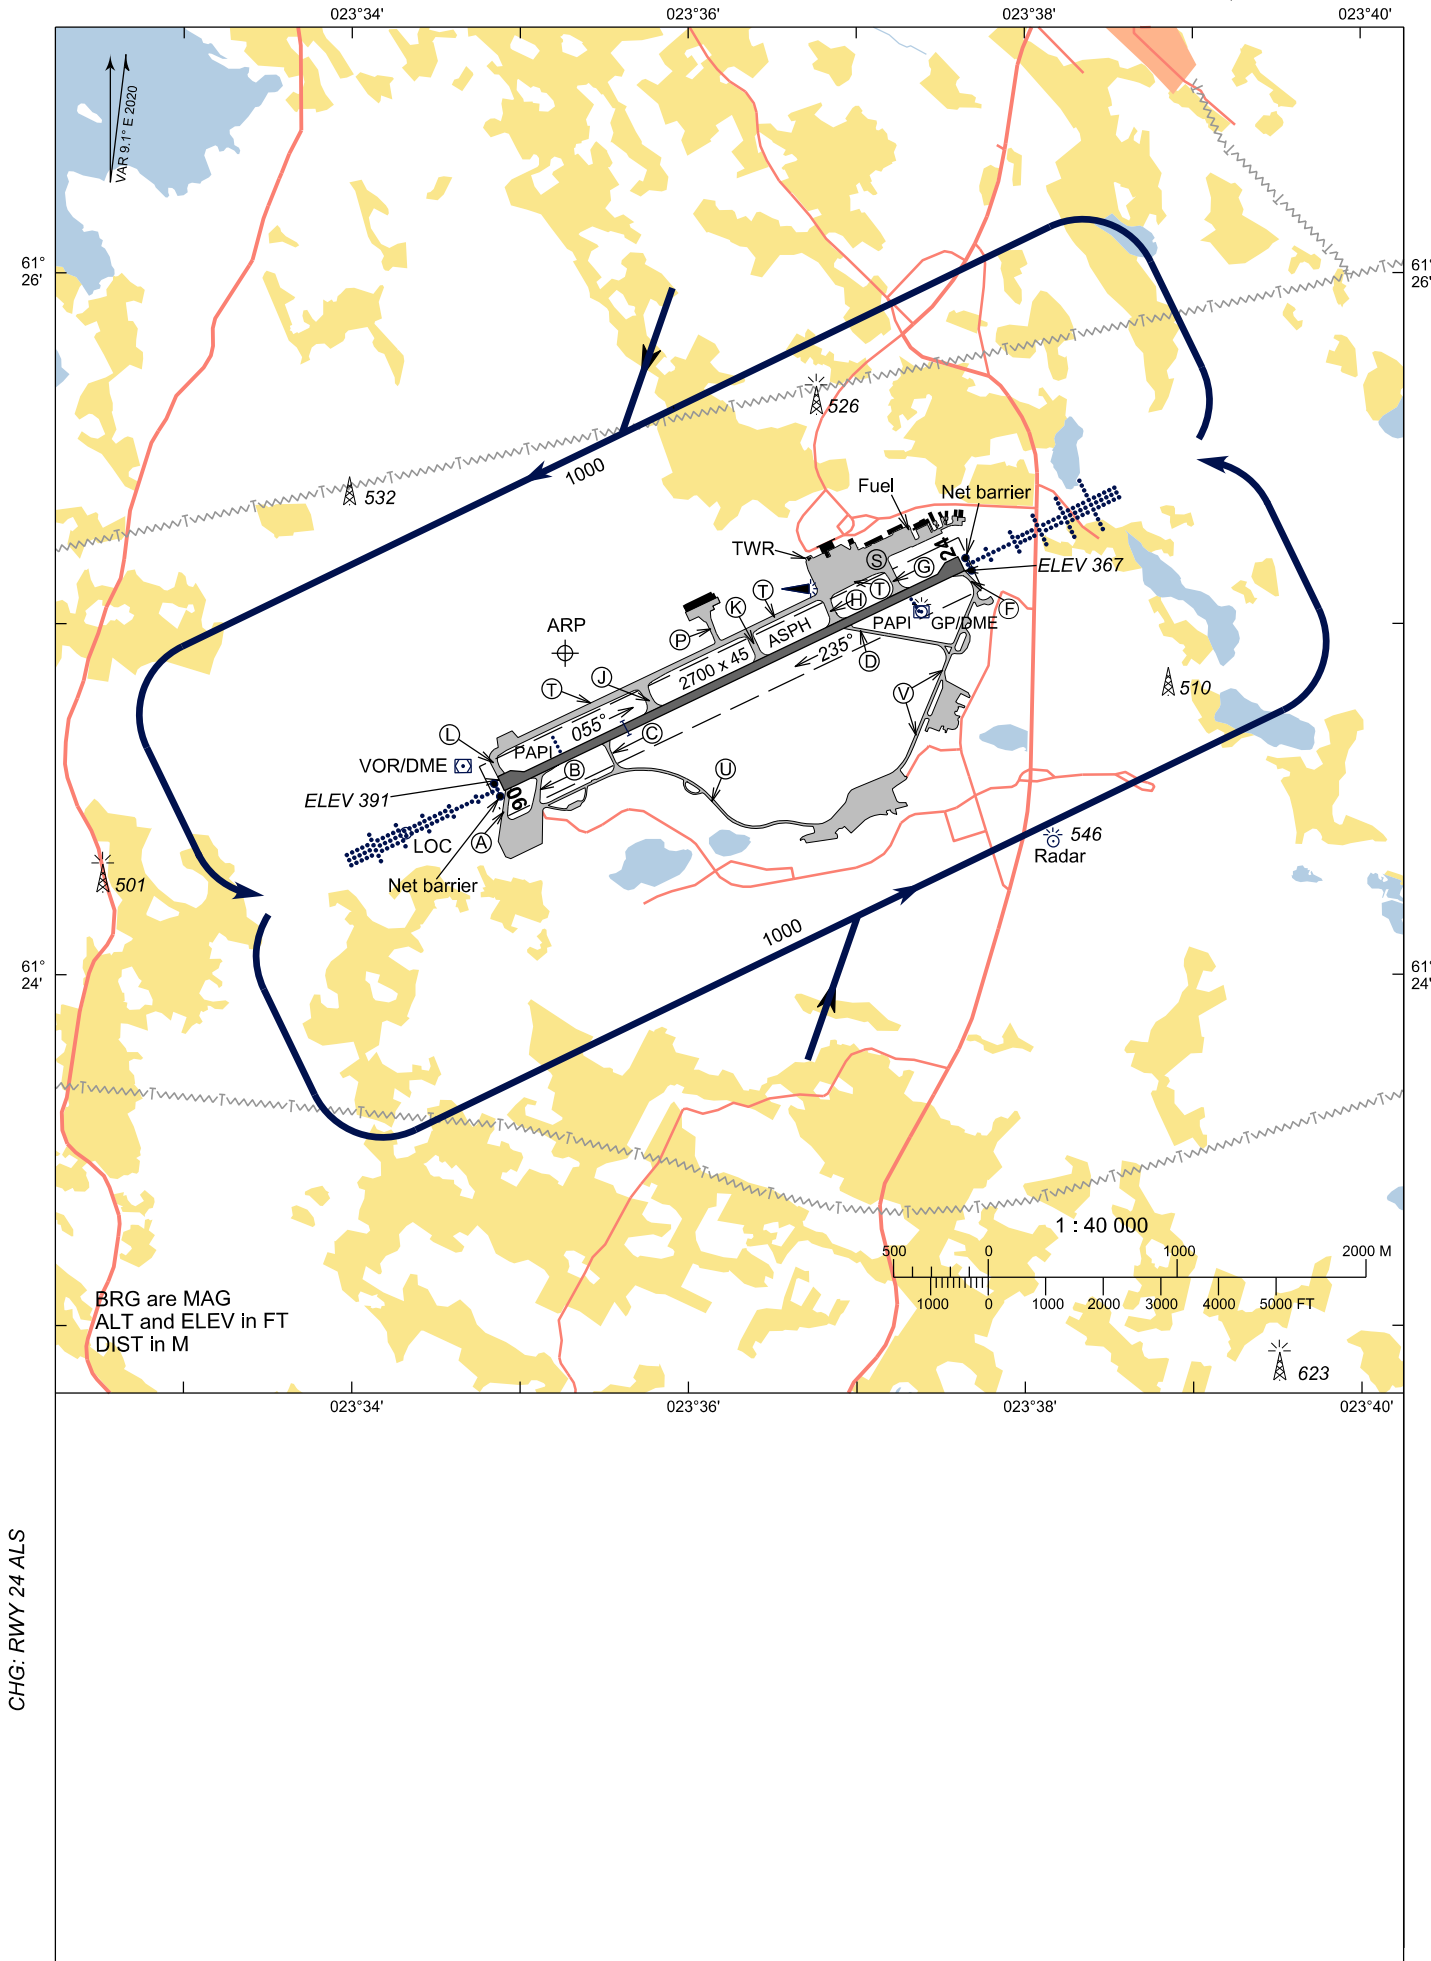 023°34'
023°36'
023°38'
023°40'
VAR 9.1° E 2020
61°
26'
61°
26'
526
1000
532
Fuel
Net barrier
TWR
S
24
ELEV 367
G
T
K
T
H
F
ARP
P
ASPH
PAPI
GP/DME
235°
D
2700 x 45
J
T
510
V
055°
L
C
PAPI
VOR/DME
B
U
ELEV 391
06
LOC
A
546
Radar
501
Net barrier
1000
61°
24'
61°
24'
1 : 40 000
500
0
1000
2000 M
1000
0
1000
2000
3000
4000
5000 FT
BRG are MAG
ALT and ELEV in FT
DIST in M
623
023°34'
023°36'
023°38'
023°40'
CHG: RWY 24 ALS